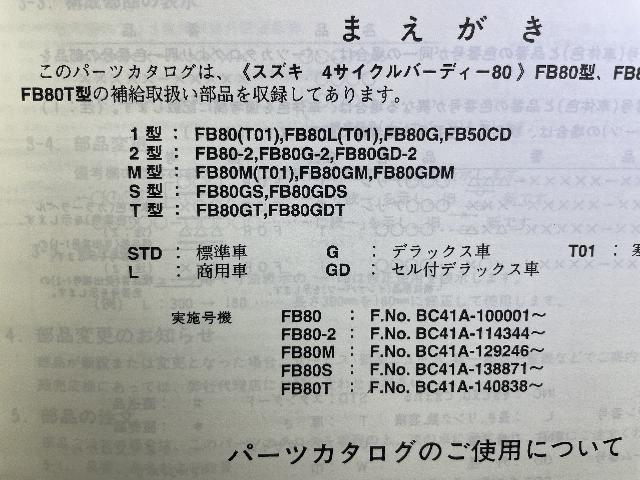 まえがき
このパーツカタログは、《スズキ 4サイクルバーディー80》FB80型、FB8
FB80T型の補給取扱い部品を収録してあります。
1型：FB80(T01),FB80L(T01),FB80G,FB50CD
2型：FB80-2,FB80G-2,FB80GD-2
M型：FB80M(T01),FB80GM,FB80GDM
S型：FB80GS,FB80GDS
T型：FB80GT,FB80GDT
STD：標準車 G：デラックス車 T01：寒
L：商用車 GD：セル付デラックス車
実施号機 FB80：F.No. BC41A-100001～
FB80-2：F.No. BC41A-114344～
FB80M：F.No. BC41A-129246～
FB80S：F.No. BC41A-138871～
FB80T：F.No. BC41A-140838～
パーツカタログのご使用について